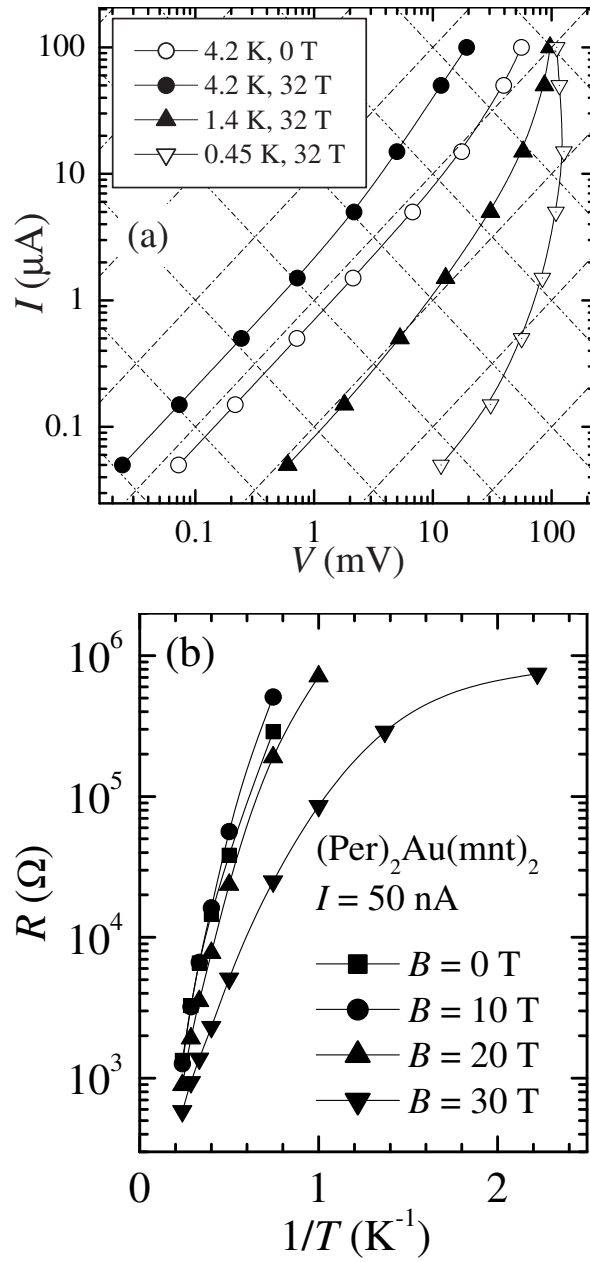 100
10
1
0.1
I (μA)
4.2 K, 0 T
4.2 K, 32 T
1.4 K, 32 T
0.45 K, 32 T
(a)
0.1 1 10 100
V (mV)
(b)
10⁶
10⁵
10⁴
10³
R (Ω)
(Per)₂Au(mnt)₂
I = 50 nA
B = 0 T
B = 10 T
B = 20 T
B = 30 T
0 1 2
1/T (K⁻¹)